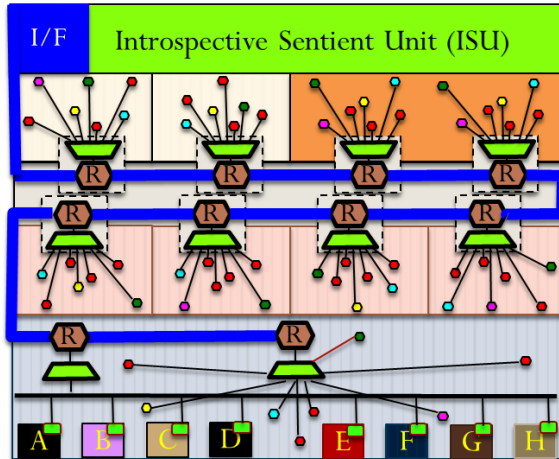 I/F
Introspective Sentient Unit (ISU)
R R R R
R R R R
R R
A B C D E F G H